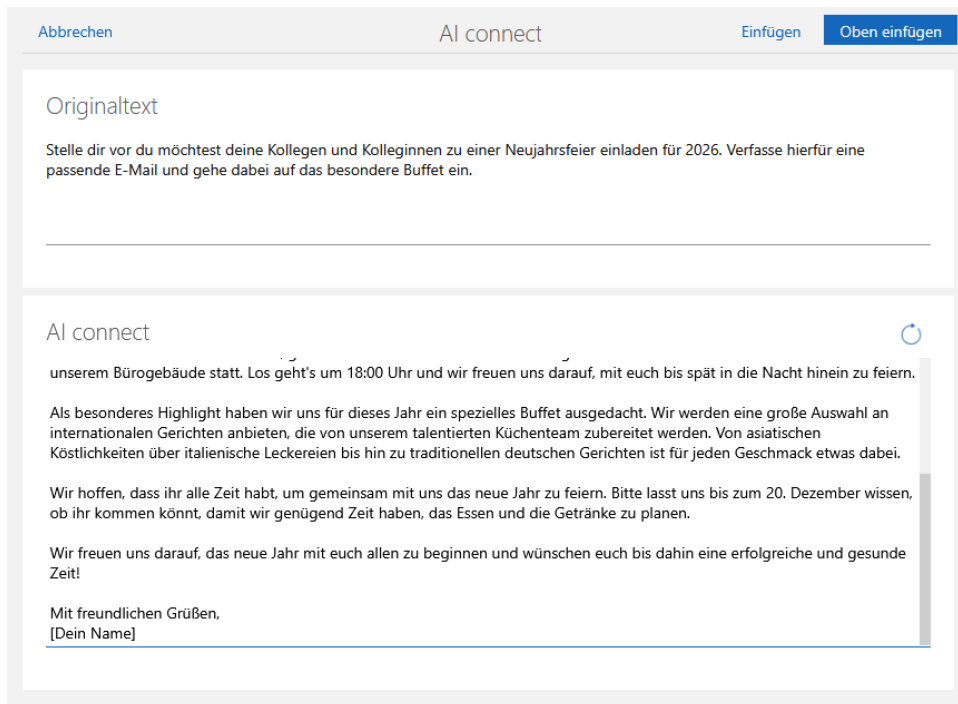 Abbrechen
AI connect
Einfügen
Oben einfügen
Originaltext
Stelle dir vor du möchtest deine Kollegen und Kolleginnen zu einer Neujahrsfeier einladen für 2026. Verfasse hierfür eine
passende E-Mail und gehe dabei auf das besondere Buffet ein.
AI connect
unserem Bürogebäude statt. Los geht's um 18:00 Uhr und wir freuen uns darauf, mit euch bis spät in die Nacht hinein zu feiern.
Als besonderes Highlight haben wir uns für dieses Jahr ein spezielles Buffet ausgedacht. Wir werden eine große Auswahl an
internationalen Gerichten anbieten, die von unserem talentierten Küchenteam zubereitet werden. Von asiatischen
Köstlichkeiten über italienische Leckereien bis hin zu traditionellen deutschen Gerichten ist für jeden Geschmack etwas dabei.
Wir hoffen, dass ihr alle Zeit habt, um gemeinsam mit uns das neue Jahr zu feiern. Bitte lasst uns bis zum 20. Dezember wissen,
ob ihr kommen könnt, damit wir genügend Zeit haben, das Essen und die Getränke zu planen.
Wir freuen uns darauf, das neue Jahr mit euch allen zu beginnen und wünschen euch bis dahin eine erfolgreiche und gesunde
Zeit!
Mit freundlichen Grüßen,
[Dein Name]